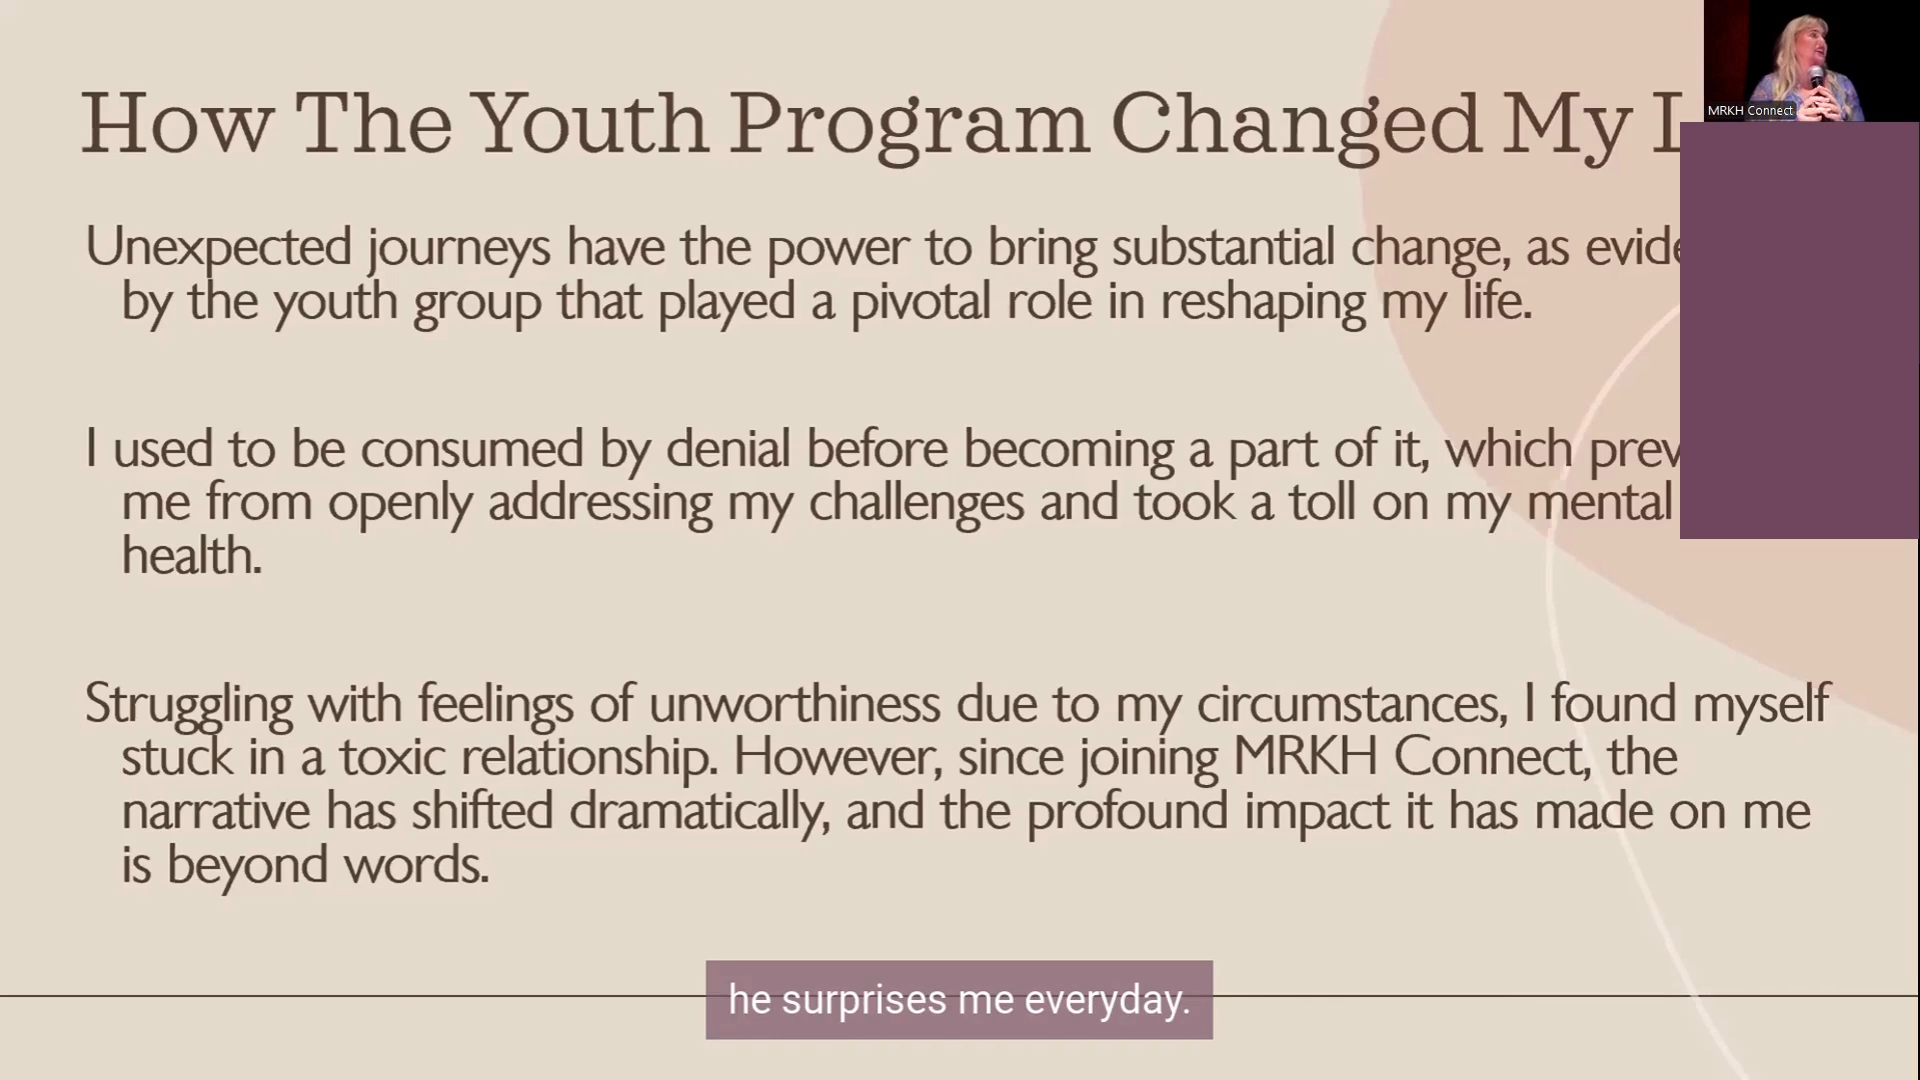 How The Youth Program Changed My
MRKH Connect
Unexpected journeys have the power to bring substantial change, as
by the youth group that played a pivotal role in reshaping my life.
I used to be consumed by denial before becoming a part of it, which
me from openly addressing my challenges and took a toll on my mental
health.
Struggling with feelings of unworthiness due to my circumstances, I found myself
stuck in a toxic relationship. However, since joining MRKH Connect, the
narrative has shifted dramatically, and the profound impact it has made on me
is beyond words.
he surprises me everyday.